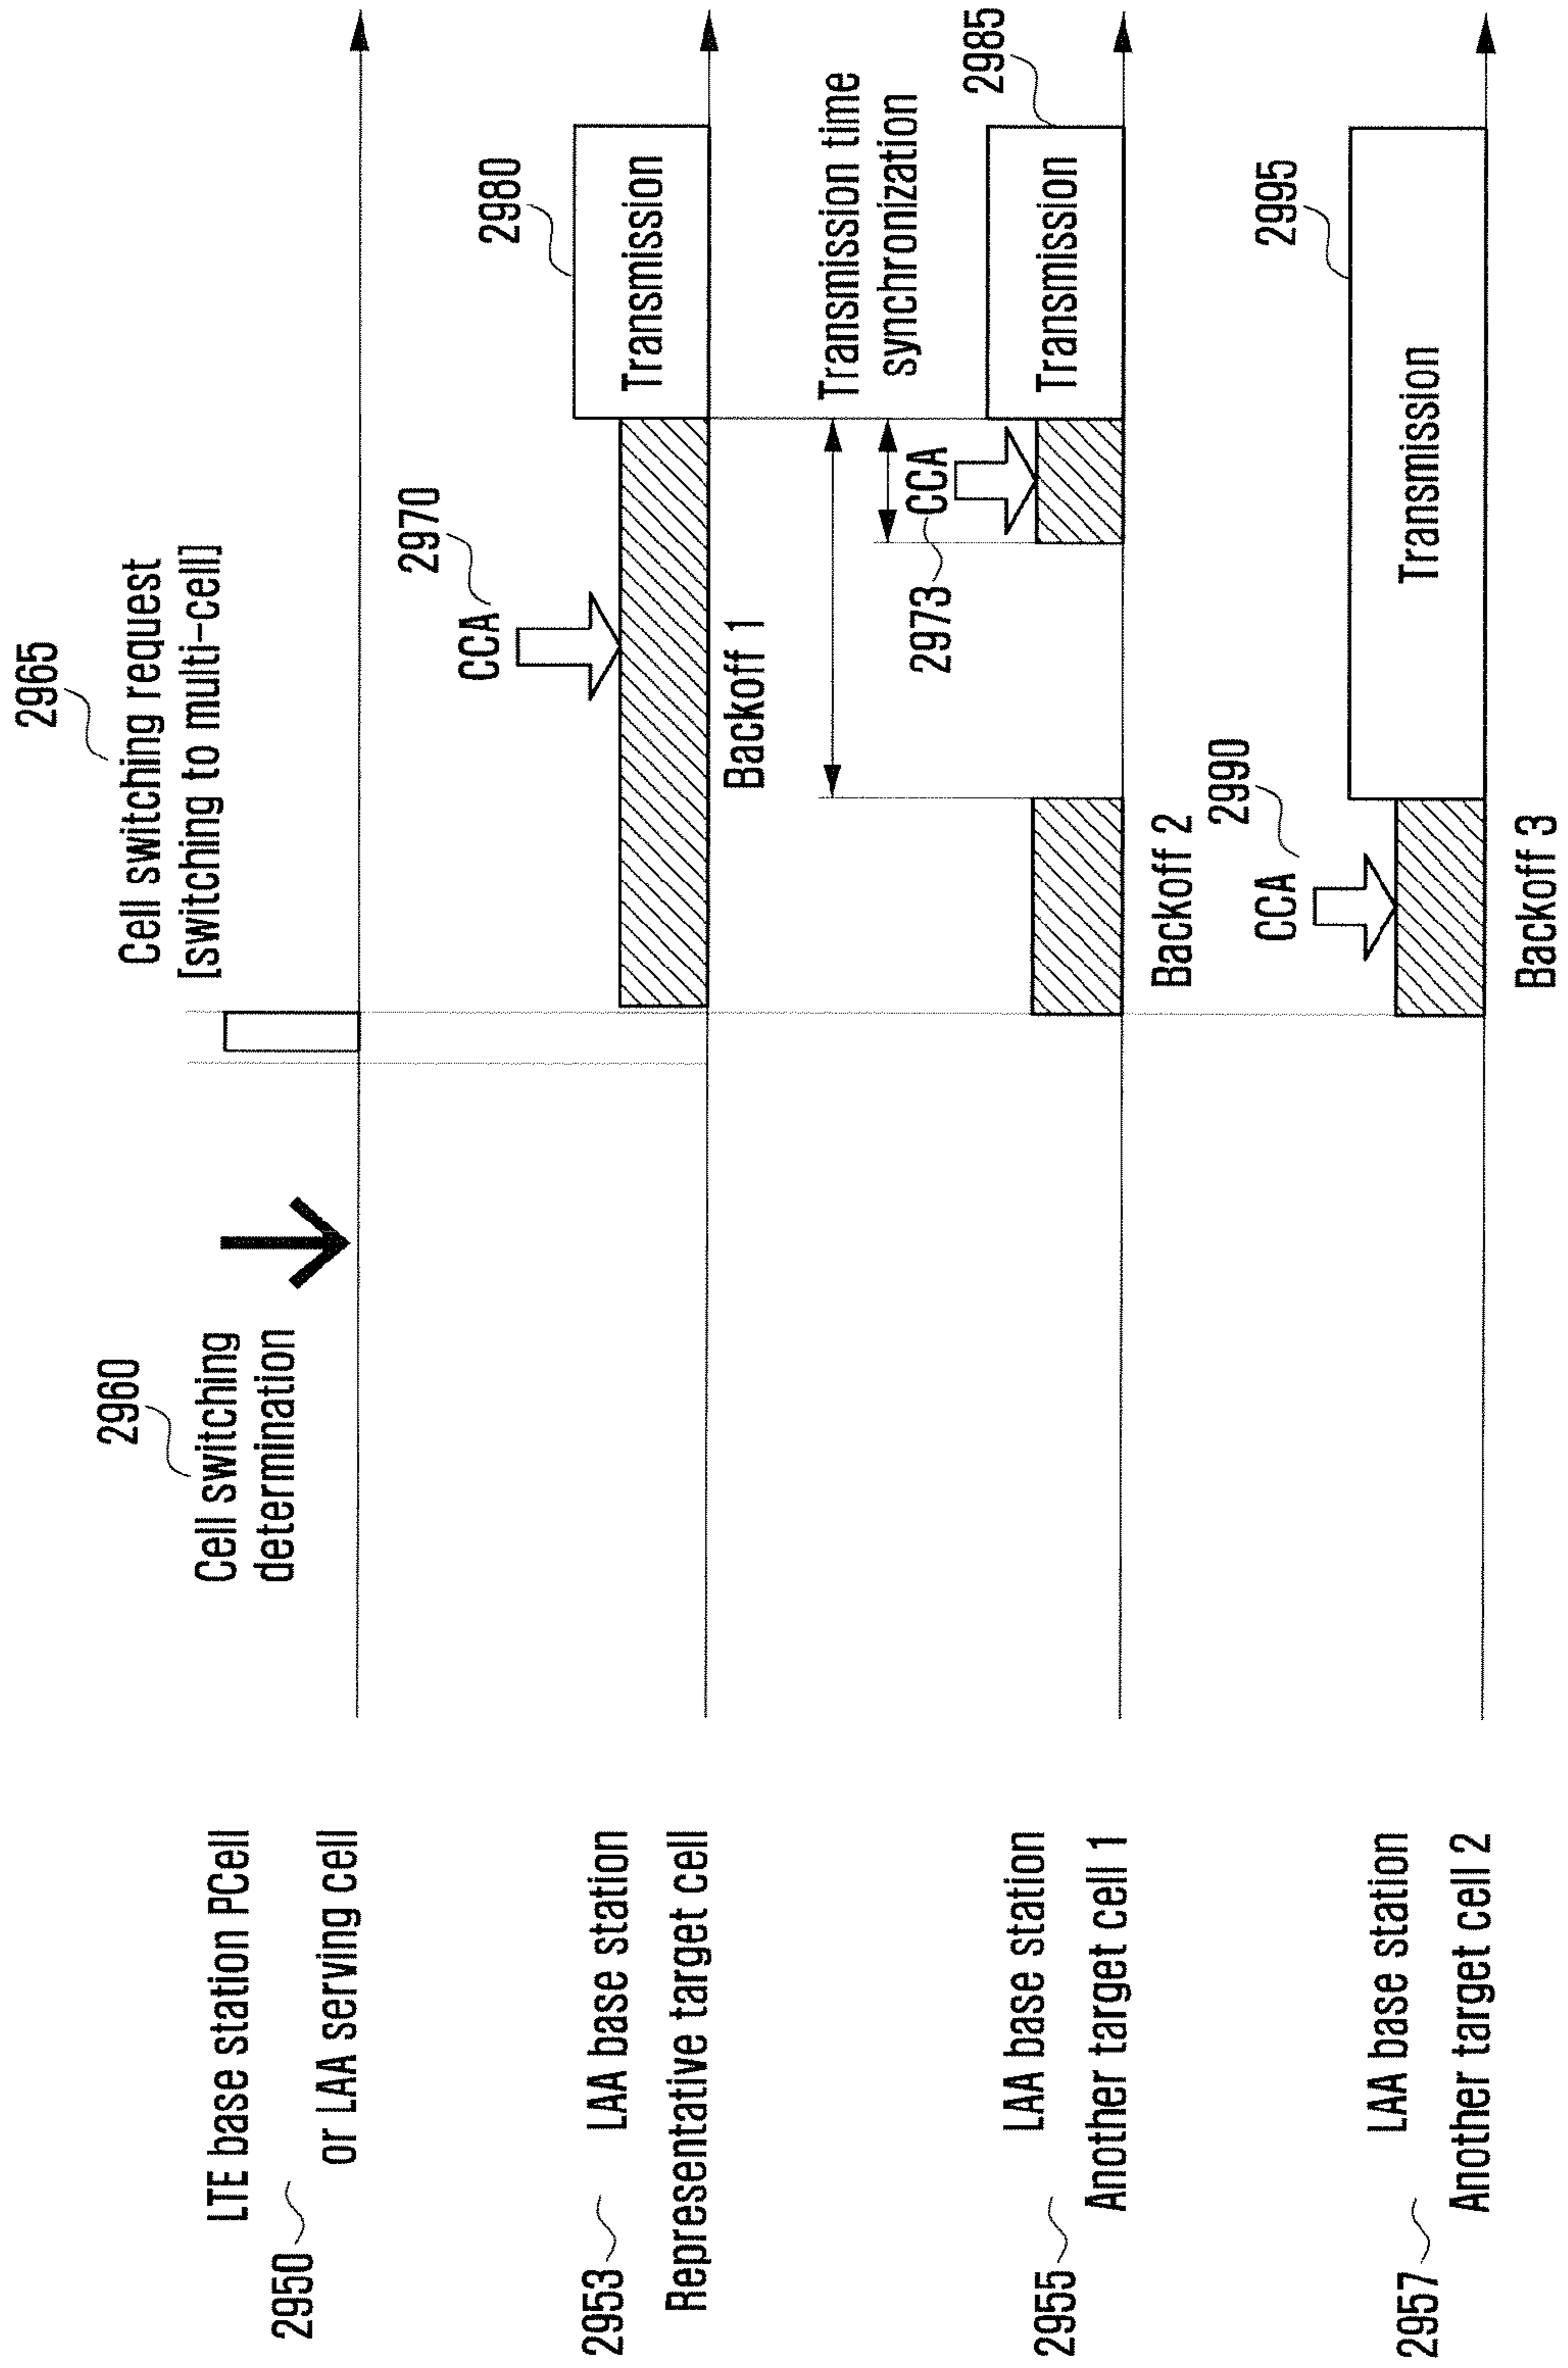 2965
Cell switching request
[switching to multi-cell]
2960
Cell switching
determination
LTE base station PCell
or LAA serving cell
2950
2970
CCA
2980
Transmission
Backoff 1
LAA base station
Representative target cell
2953
Transmission time
synchronization
CCA
2973
2985
Transmission
Backoff 2
LAA base station
Another target cell 1
2955
2990
CCA
2995
Transmission
Backoff 3
LAA base station
Another target cell 2
2957